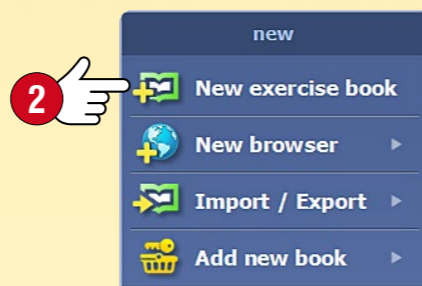 new
2
New exercise book
New browser
Import / Export
Add new book